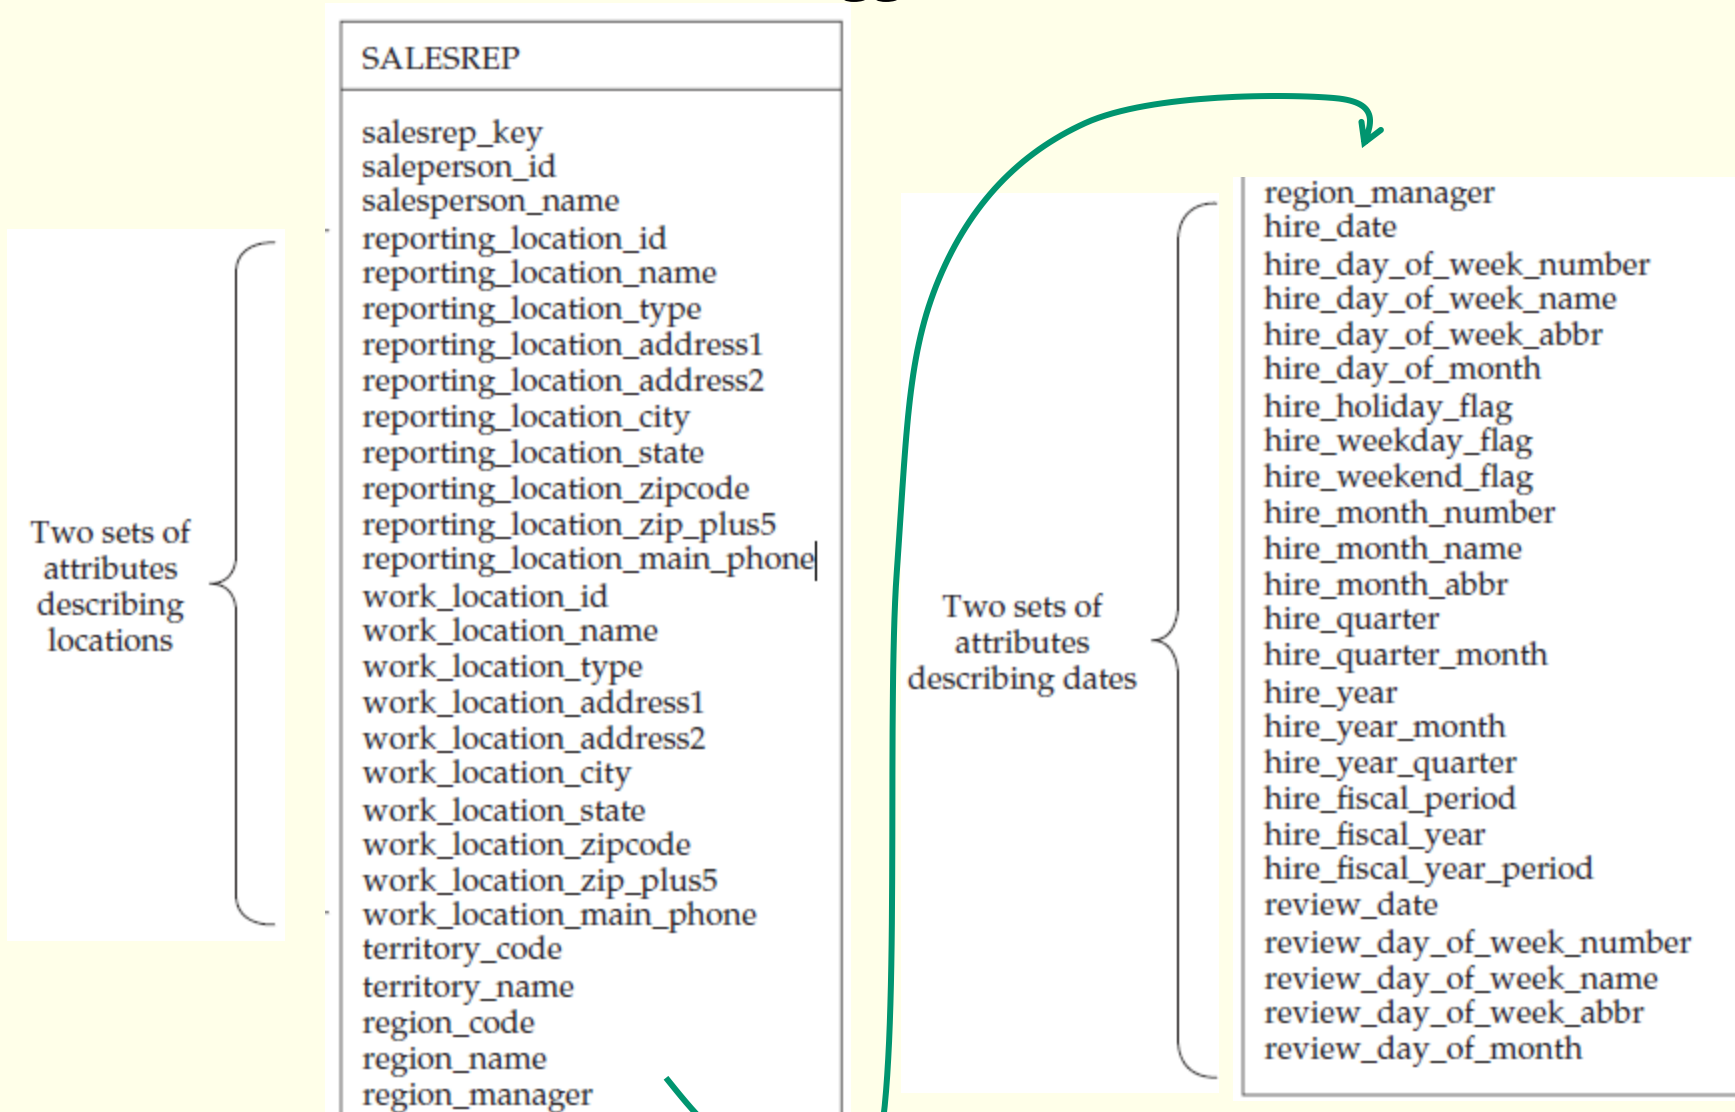 SALESREP
salesrep_key
saleperson_id
salesperson_name
reporting_location_id
reporting_location_name
reporting_location_type
reporting_location_address1
reporting_location_address2
reporting_location_city
reporting_location_state
reporting_location_zipcode
reporting_location_zip_plus5
reporting_location_main_phone
work_location_id
work_location_name
work_location_type
work_location_address1
work_location_address2
work_location_city
work_location_state
work_location_zipcode
work_location_zip_plus5
work_location_main_phone
territory_code
territory_name
region_code
region_name
region_manager
Two sets of
attributes
describing
locations
region_manager
hire_date
hire_day_of_week_number
hire_day_of_week_name
hire_day_of_week_abbr
hire_day_of_month
hire_holiday_flag
hire_weekday_flag
hire_weekend_flag
hire_month_number
hire_month_name
hire_month_abbr
hire_quarter
hire_quarter_month
hire_year
hire_year_month
hire_year_quarter
hire_fiscal_period
hire_fiscal_year
hire_fiscal_year_period
review_date
review_day_of_week_number
review_day_of_week_name
review_day_of_week_abbr
review_day_of_month
Two sets of
attributes
describing dates